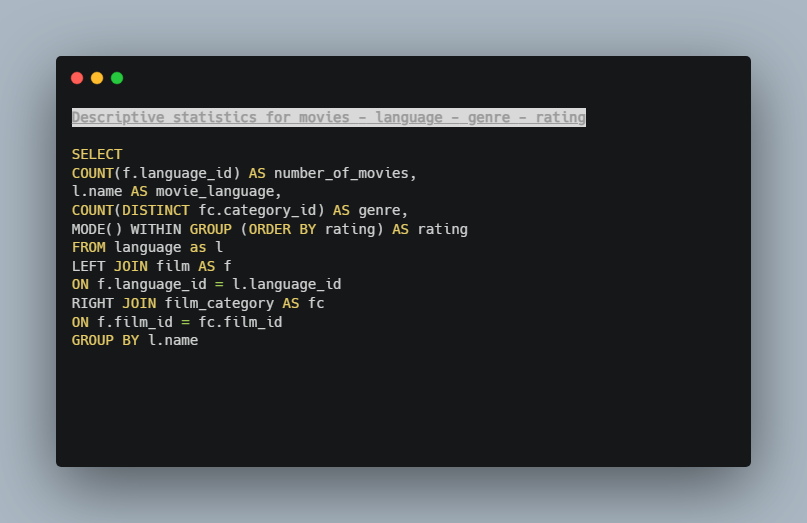 Descriptive statistics for movies - language - genre - rating
SELECT
COUNT(f.language_id) AS number_of_movies,
l.name AS movie_language,
COUNT(DISTINCT fc.category_id) AS genre,
MODE() WITHIN GROUP (ORDER BY rating) AS rating
FROM language as l
LEFT JOIN film AS f
ON f.language_id = l.language_id
RIGHT JOIN film_category AS fc
ON f.film_id = fc.film_id
GROUP BY l.name